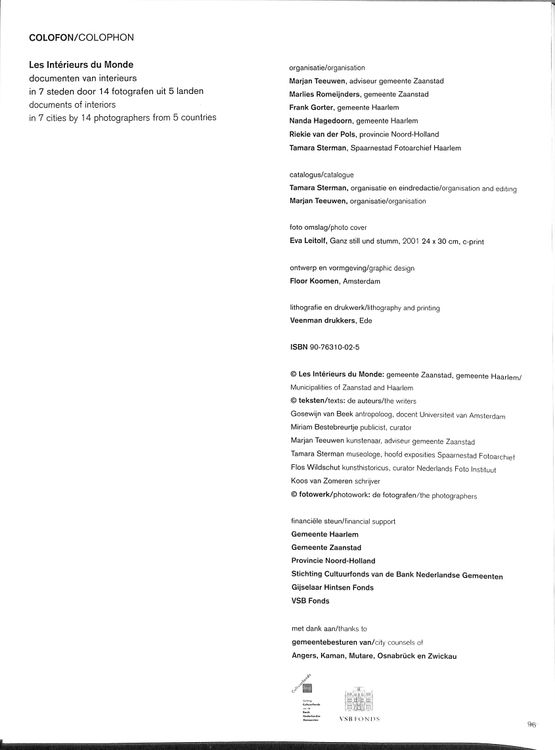 COLOFON/COLOPHON
Les Intérieurs du Monde
documenten van interieurs
in 7 steden door 14 fotografen uit 5 landen
documents of interiors
in 7 cities by 14 photographers from 5 countries
organisatie/organisation
Marjan Teeuwen, adviseur gemeente Zaanstad
Marlies Romeijnders, gemeente Zaanstad
Frank Gorter, gemeente Haarlem
Nanda Hagedoorn, gemeente Haarlem
Riekie van der Pols, provincie Noord-Holland
Tamara Sterman, Spaarnestad Fotoarchief Haarlem
catalogus/catalogue
Tamara Sterman, organisatie en eindredactie/organisation and editing
Marjan Teeuwen, organisatie/organisation
foto omslag/photo cover
Eva Leitolf, Ganz still und stumm, 2001 24 x 30 cm, c-print
ontwerp en vormgeving/graphic design
Floor Koomen, Amsterdam
lithografie en drukwerk/lithography and printing
Veenman drukkers, Ede
ISBN 90-76310-02-5
© Les Intérieurs du Monde: gemeente Zaanstad, gemeente Haarlem/
Municipalities of Zaanstad and Haarlem
© teksten/texts: de auteurs/the writers
Gosewijn van Beek antropoloog, docent Universiteit van Amsterdam
Miriam Bestebreurtje publicist, curator
Marjan Teeuwen kunstenaar, adviseur gemeente Zaanstad
Tamara Sterman museologe, hoofd exposities Spaarnestad Fotoarchief
Flos Wildschut kunsthistoricus, curator Nederlands Foto Instituut
Koos van Zomeren schrijver
© fotowerk/photowork: de fotografen/the photographers
financiële steun/financial support
Gemeente Haarlem
Gemeente Zaanstad
Provincie Noord-Holland
Stichting Cultuurfonds van de Bank Nederlandse Gemeenten
Gijselaar Hintsen Fonds
VSB Fonds
met dank aan/thanks to
gemeentebesturen van/city counsels of
Angers, Kaman, Mutare, Osnabrück en Zwickau
Cultuurfonds
Stichting
Cultuurfonds
van de
Bank
Nederlandse
Gemeenten
VSBFONDS
96